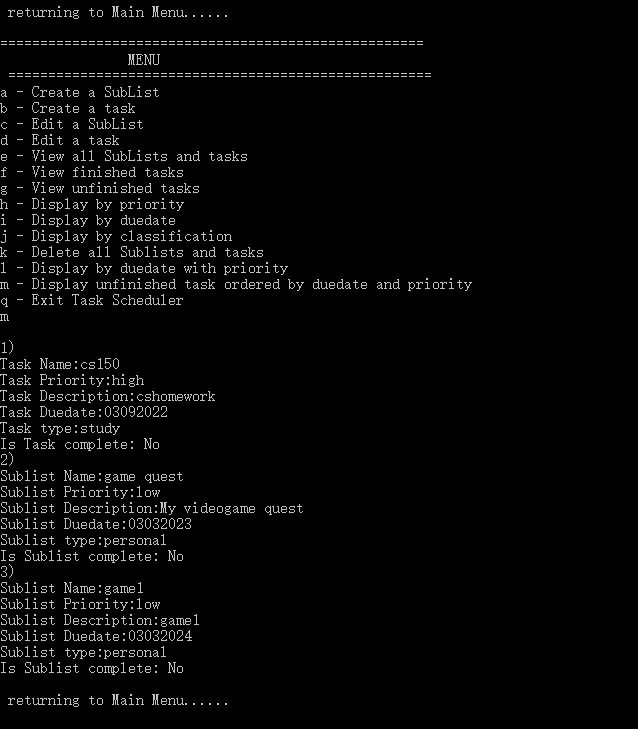 returning to Main Menu......
=====================================================
MENU
=====================================================
a - Create a SubList
b - Create a task
c - Edit a SubList
d - Edit a task
e - View all SubLists and tasks
f - View finished tasks
g - View unfinished tasks
h - Display by priority
i - Display by duedate
j - Display by classification
k - Delete all Sublists and tasks
l - Display by duedate with priority
m - Display unfinished task ordered by duedate and priority
q - Exit Task Scheduler
m
1)
Task Name:cs150
Task Priority:high
Task Description:cshomework
Task Duedate:03092022
Task type:study
Is Task complete: No
2)
Sublist Name:game quest
Sublist Priority:low
Sublist Description:My videogame quest
Sublist Duedate:03032023
Sublist type:personal
Is Sublist complete: No
3)
Sublist Name:game1
Sublist Priority:low
Sublist Description:game1
Sublist Duedate:03032024
Sublist type:personal
Is Sublist complete: No
returning to Main Menu......